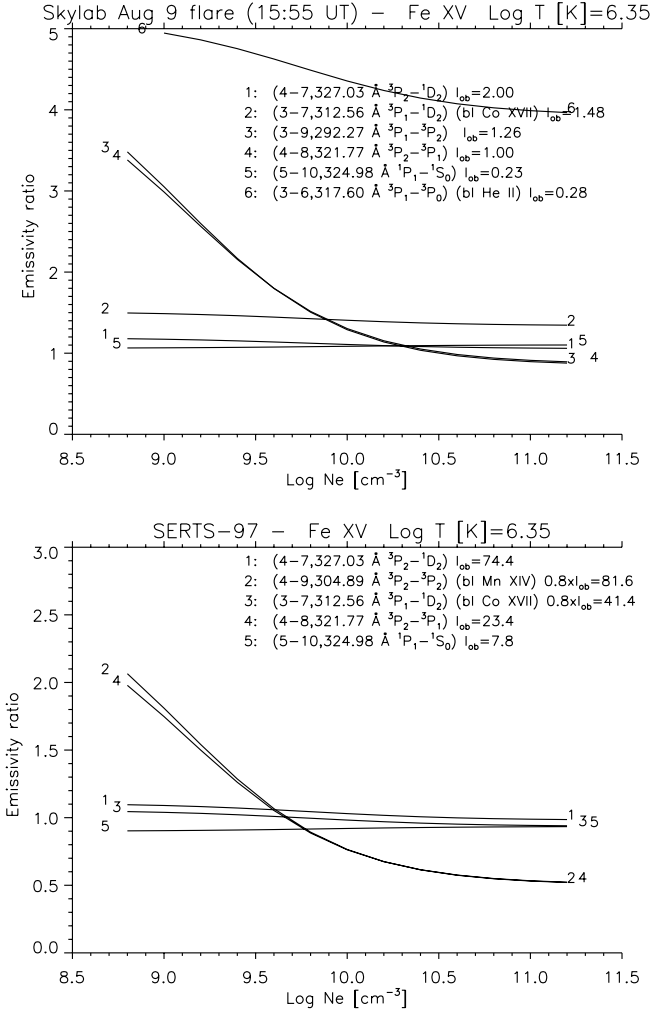 Skylab Aug 9 flare (15:55 UT) – Fe XV Log T [K]=6.35
6
1: (4–7,327.03 Å ³P₂–¹D₂) Iₒb=2.00
2: (3–7,312.56 Å ³P₁–¹D₂) (bl Co XVII) Iₒb=1.48
3: (3–9,292.27 Å ³P₁–³P₂) Iₒb=1.26
4: (4–8,321.77 Å ³P₂–³P₁) Iₒb=1.00
5: (5–10,324.98 Å ¹P₁–¹S₀) Iₒb=0.23
6: (3–6,317.60 Å ³P₁–³P₀) (bl He II) Iₒb=0.28
6
3 4
2 2
1 5 1 5
3 4
Emissivity ratio
5
4
3
2
1
0
8.5 9.0 9.5 10.0 10.5 11.0 11.5
Log Ne [cm⁻³]
SERTS–97 – Fe XV Log T [K]=6.35
1: (4–7,327.03 Å ³P₂–¹D₂) Iₒb=74.4
2: (4–9,304.89 Å ³P₂–³P₂) (bl Mn XIV) 0.8xIₒb=81.6
3: (3–7,312.56 Å ³P₁–¹D₂) (bl Co XVII) 0.8xIₒb=41.4
4: (4–8,321.77 Å ³P₂–³P₁) Iₒb=23.4
5: (5–10,324.98 Å ¹P₁–¹S₀) Iₒb=7.8
2 4
1 3 1
5 3 5
2 4
Emissivity ratio
3.0
2.5
2.0
1.5
1.0
0.5
0.0
8.5 9.0 9.5 10.0 10.5 11.0 11.5
Log Ne [cm⁻³]